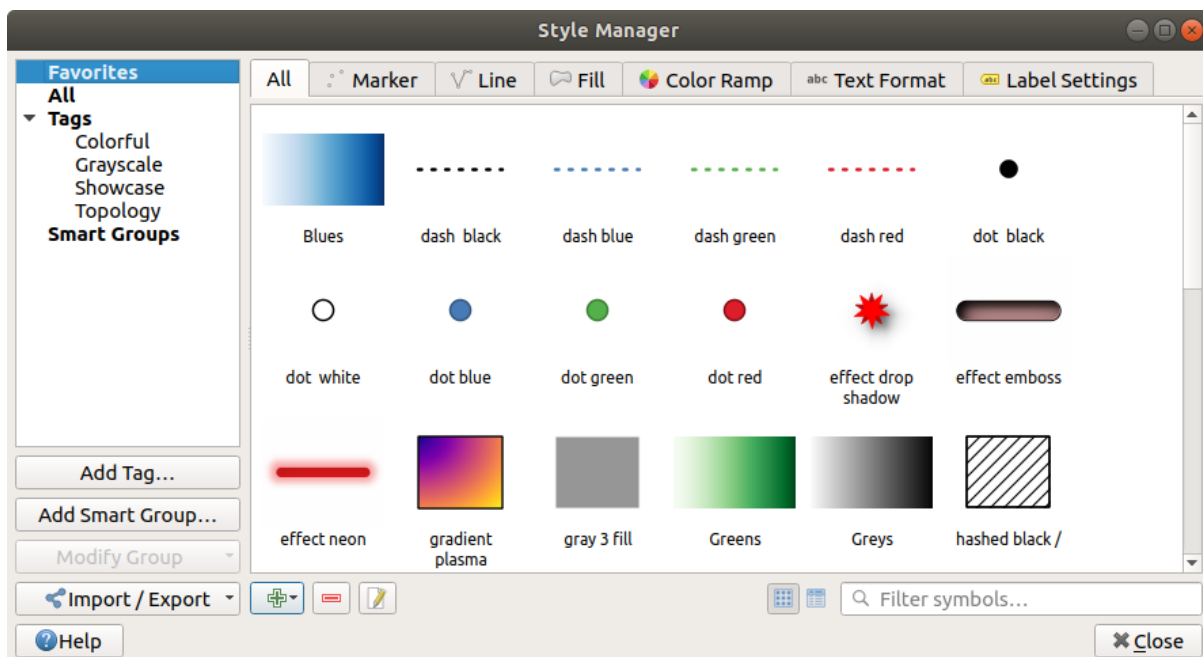 Style Manager
Favorites
All
Tags
Colorful
Grayscale
Showcase
Topology
Smart Groups
Add Tag...
Add Smart Group...
Modify Group
Import / Export
Help
All
Marker
Line
Fill
Color Ramp
abc Text Format
abc Label Settings
Blues
dash  black
dash blue
dash green
dash red
dot  black
dot  white
dot blue
dot green
dot red
effect drop
shadow
effect emboss
effect neon
gradient
plasma
gray 3 fill
Greens
Greys
hashed black /
Filter symbols...
Close